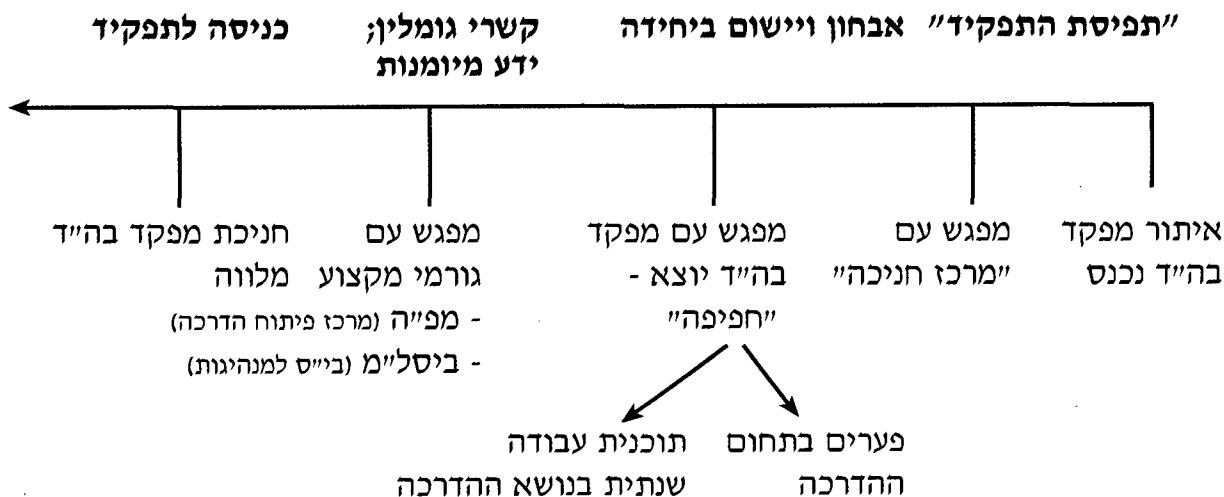 "תפיסת התפקיד" אבחון ויישום ביחידה קשרי גומלין; כניסה לתפקיד
ידע מיומנות
איתור מפקד מפגש עם מפגש עם מפקד מפגש עם חניכת מפקד בה"ד
בה"ד נכנס "מרכז חניכה" בה"ד יוצא - גורמי מקצוע מלווה
"חפיפה" - מפ"ה (מרכז פיתוח הדרכה)
- ביסל"מ (בי"ס למנהיגות)
פערים בתחום תוכנית עבודה
ההדרכה שנתית בנושא ההדרכה